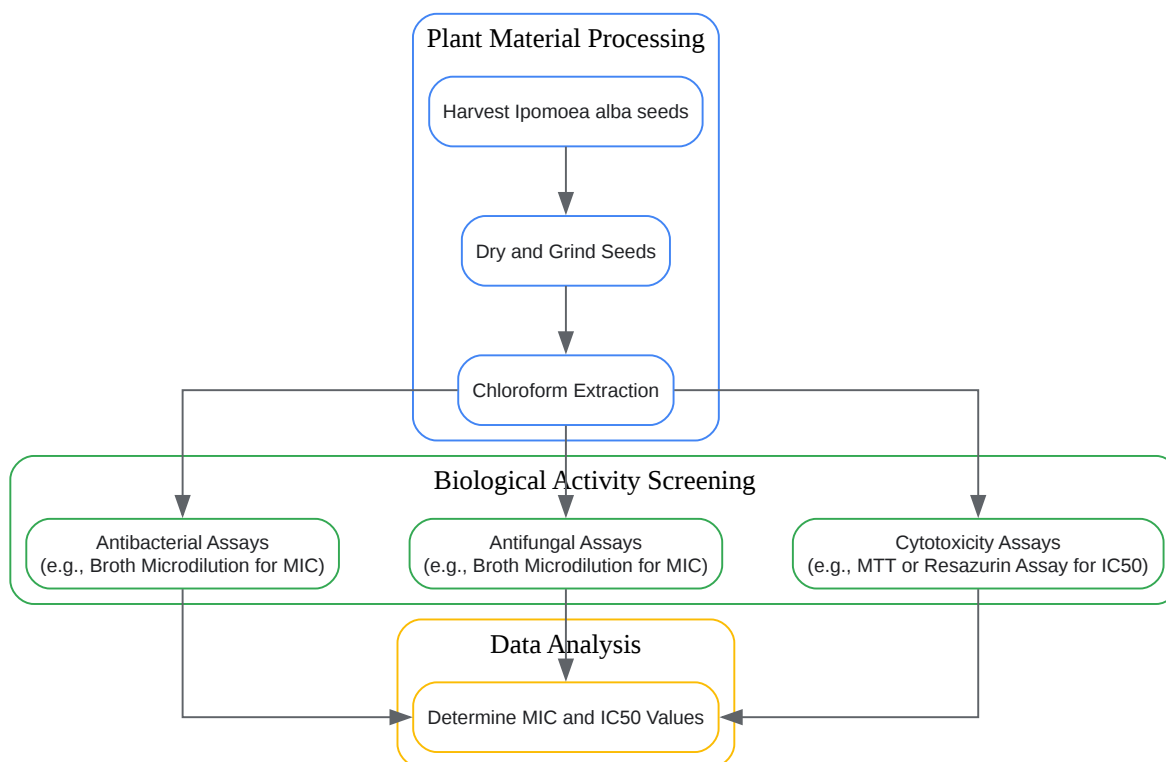 Plant Material Processing
Harvest Ipomoea alba seeds
Dry and Grind Seeds
Chloroform Extraction
Biological Activity Screening
Antibacterial Assays
(e.g., Broth Microdilution for MIC)
Antifungal Assays
(e.g., Broth Microdilution for MIC)
Cytotoxicity Assays
(e.g., MTT or Resazurin Assay for IC50)
Data Analysis
Determine MIC and IC50 Values